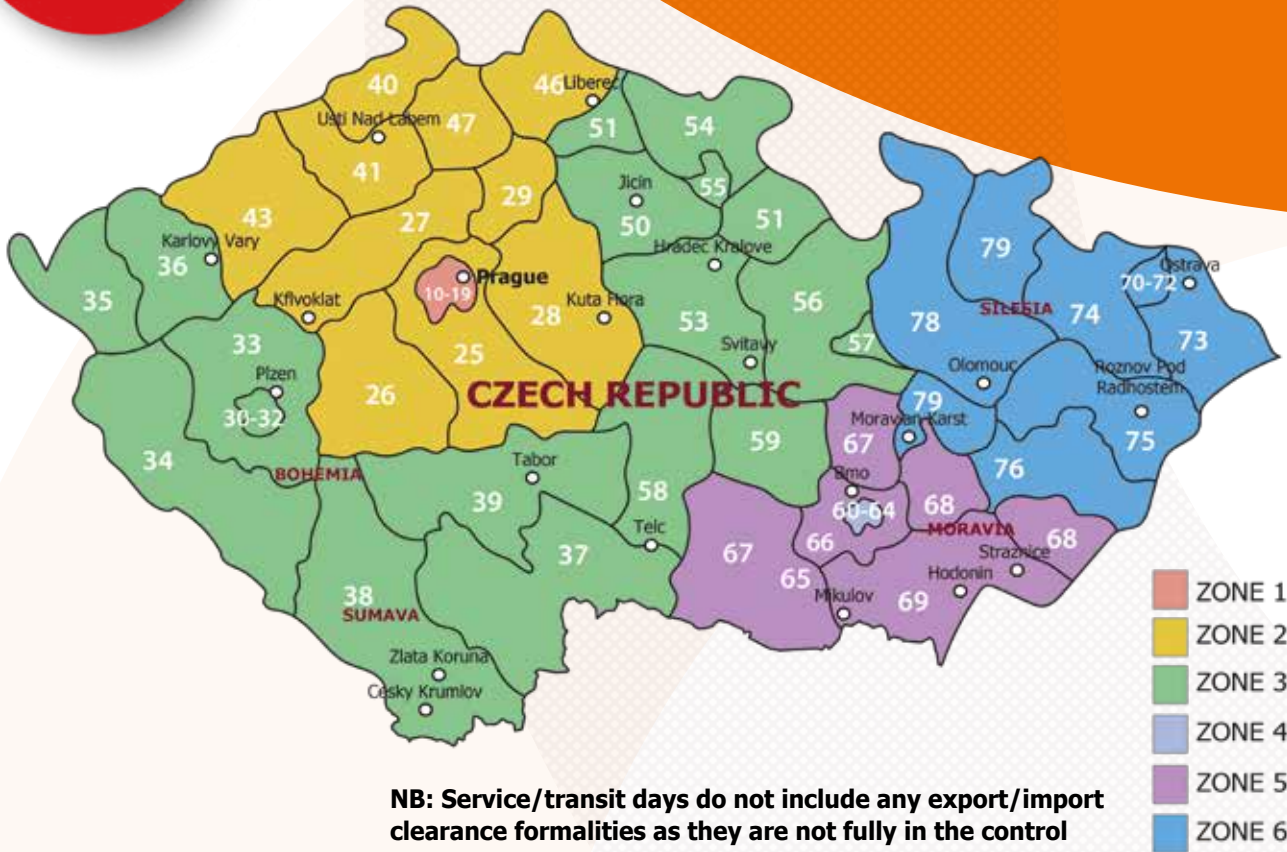 40
46
Liberec
Usti Nad Labem
47
51
54
41
29
55
Jicin
43
27
50
51
Karlovy Vary
36
Hradec Kralove
79
35
Prague
10-19
70-72
Ostrava
Kflvoklat
28
Kuta Hora
56
74
SILESIA
33
53
78
73
25
57
Plzen
Svitavy
Olomouc
Roznov Pod
Radhostem
26
CZECH REPUBLIC
79
30-32
Moravian Karst
34
59
67
75
BOHEMIA
Tabor
76
39
58
Brno
60-64
68
MORAVIA
Telc
66
68
37
67
Straznice
65
Hodonin
38
Mikulov
69
SUMAVA
Zlata Koruna
Cesky Krumlov
ZONE 1
ZONE 2
ZONE 3
ZONE 4
ZONE 5
ZONE 6
NB: Service/transit days do not include any export/import
clearance formalities as they are not fully in the control